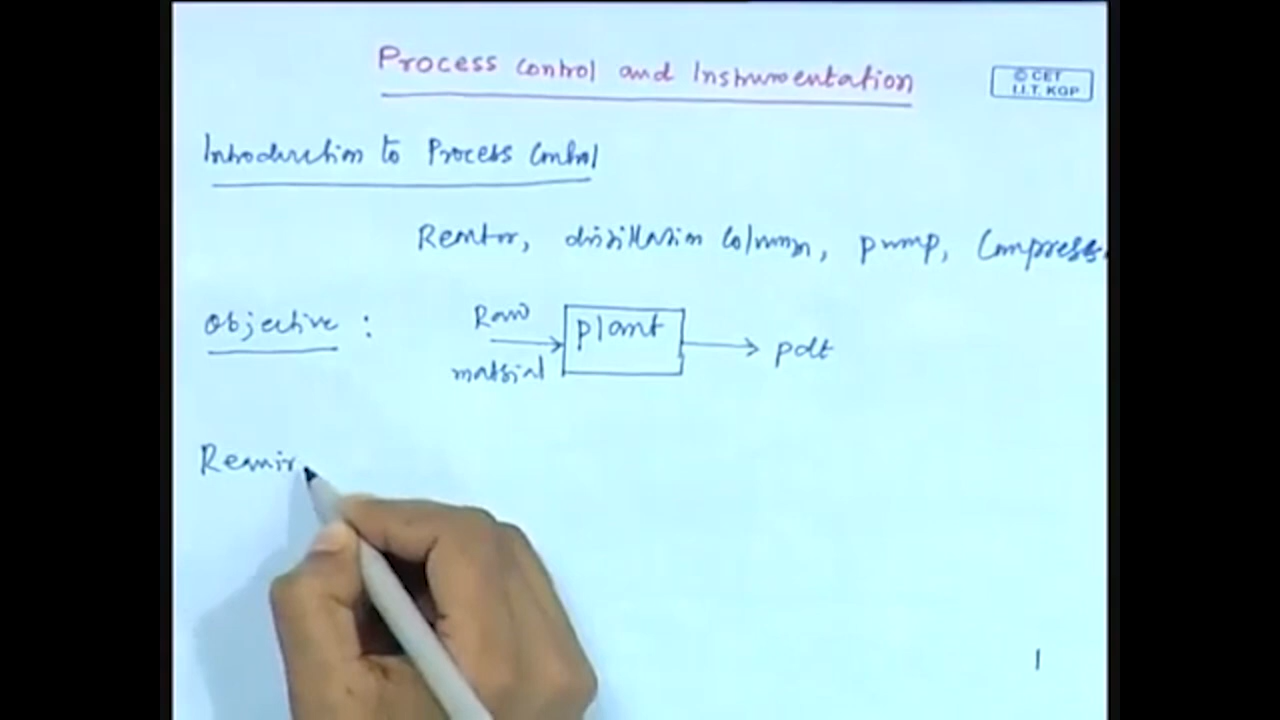 Process Control and Instrumentation
© CET
I.I.T. KGP
Introduction to Process Control
Reactor, distillation column, pump, Compress
Objective :
Raw
material
plant
pdt
Requir
1